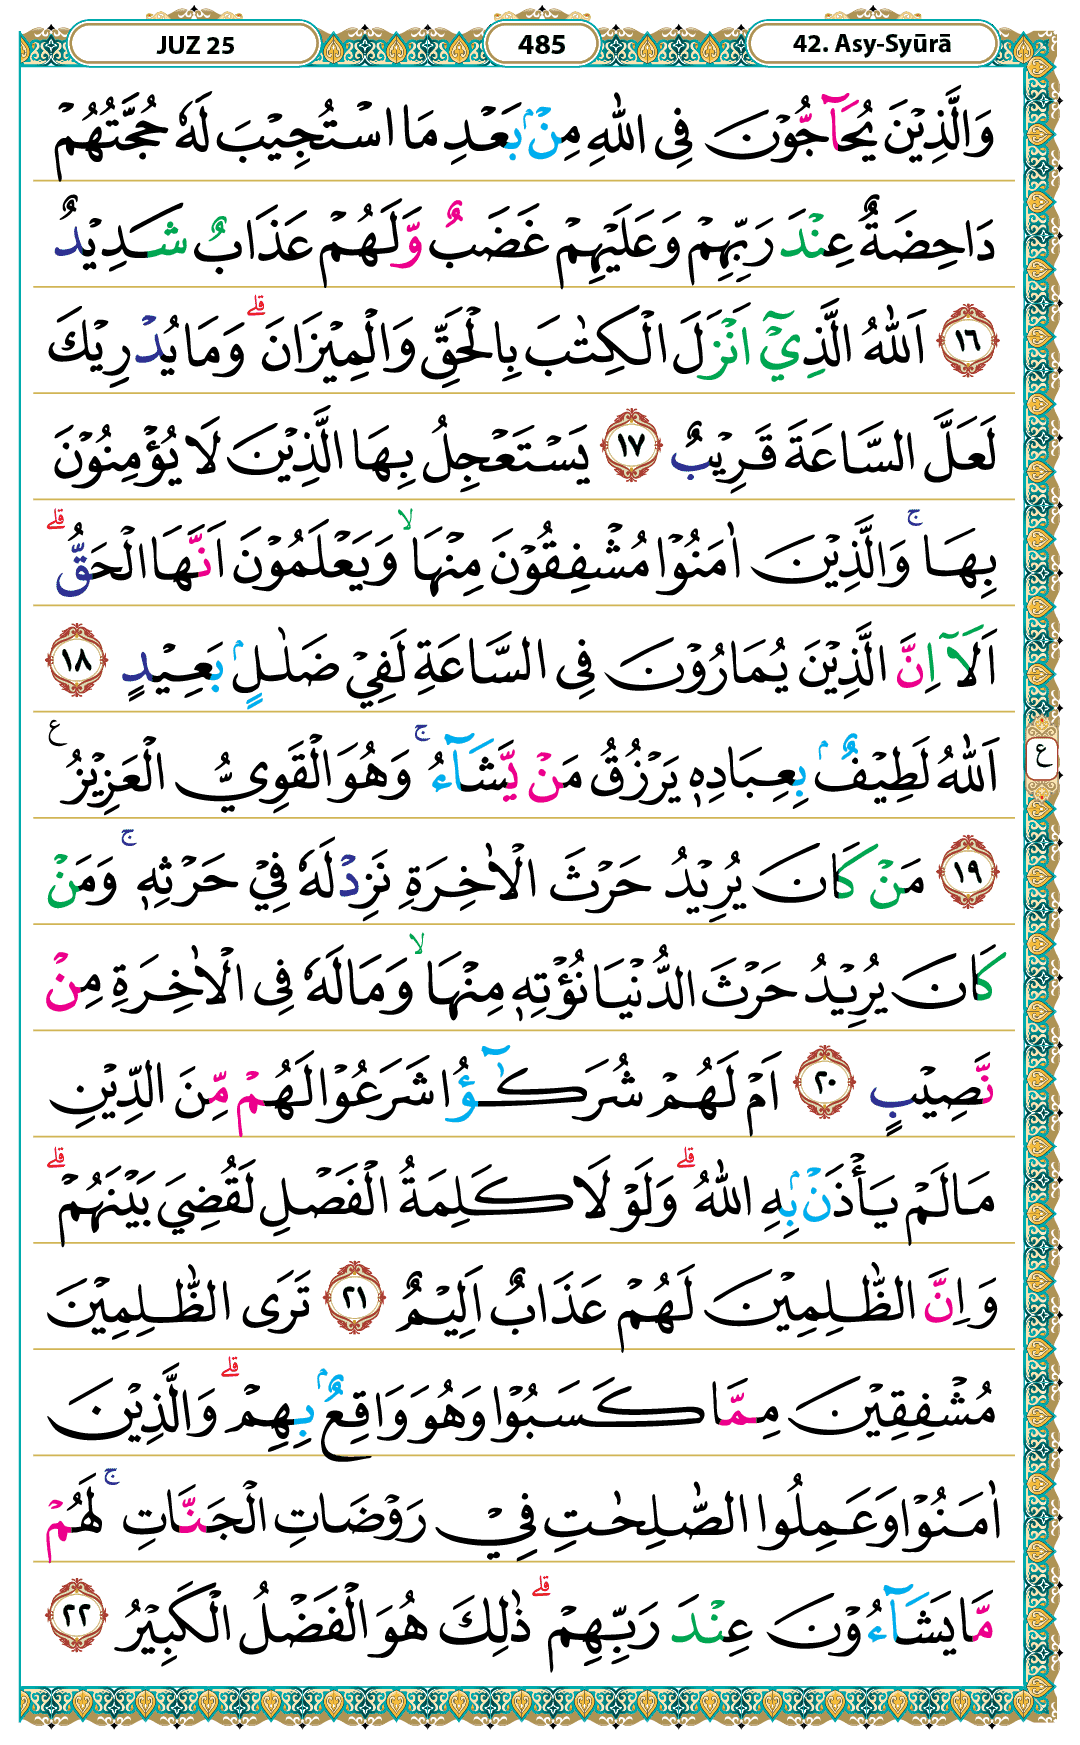 JUZ 25
485
42. Asy-Syūrā
وَالَّذِيْنَ يُحَاۤجُّوْنَ فِى اللّٰهِ مِنْۢ بَعْدِ مَا اسْتُجِيْبَ لَهٗ حُجَّتُهُمْ
دَاحِضَةٌ عِنْدَ رَبِّهِمْ وَعَلَيْهِمْ غَضَبٌ وَّلَهُمْ عَذَابٌ شَدِيْدٌ
١٦ اَللّٰهُ الَّذِيْٓ اَنْزَلَ الْكِتٰبَ بِالْحَقِّ وَالْمِيْزَانَ ۗ وَمَا يُدْرِيْكَ
لَعَلَّ السَّاعَةَ قَرِيْبٌ ١٧ يَسْتَعْجِلُ بِهَا الَّذِيْنَ لَا يُؤْمِنُوْنَ
بِهَا ۚ وَالَّذِيْنَ اٰمَنُوْا مُشْفِقُوْنَ مِنْهَا ۙ وَيَعْلَمُوْنَ اَنَّهَا الْحَقُّ ۗ
اَلَآ اِنَّ الَّذِيْنَ يُمَارُوْنَ فِى السَّاعَةِ لَفِيْ ضَلٰلٍۢ بَعِيْدٍ ١٨
اَللّٰهُ لَطِيْفٌۢ بِعِبَادِهٖ يَرْزُقُ مَنْ يَّشَاۤءُ ۚ وَهُوَ الْقَوِيُّ الْعَزِيْزُ ࣖ
ع
١٩ مَنْ كَانَ يُرِيْدُ حَرْثَ الْاٰخِرَةِ نَزِدْ لَهٗ فِيْ حَرْثِهٖ ۚ وَمَنْ
كَانَ يُرِيْدُ حَرْثَ الدُّنْيَا نُؤْتِهٖ مِنْهَا ۙ وَمَا لَهٗ فِى الْاٰخِرَةِ مِنْ
نَّصِيْبٍ ٢٠ اَمْ لَهُمْ شُرَكٰۤؤُا شَرَعُوْا لَهُمْ مِّنَ الدِّيْنِ
مَا لَمْ يَأْذَنْۢ بِهِ اللّٰهُ ۗ وَلَوْلَا كَلِمَةُ الْفَصْلِ لَقُضِيَ بَيْنَهُمْ ۗ
وَاِنَّ الظّٰلِمِيْنَ لَهُمْ عَذَابٌ اَلِيْمٌ ٢١ تَرَى الظّٰلِمِيْنَ
مُشْفِقِيْنَ مِمَّا كَسَبُوْا وَهُوَ وَاقِعٌۢ بِهِمْ ۗ وَالَّذِيْنَ
اٰمَنُوْا وَعَمِلُوا الصّٰلِحٰتِ فِيْ رَوْضَاتِ الْجَنّٰتِ ۚ لَهُمْ
مَّا يَشَاۤءُوْنَ عِنْدَ رَبِّهِمْ ۗ ذٰلِكَ هُوَ الْفَضْلُ الْكَبِيْرُ ٢٢